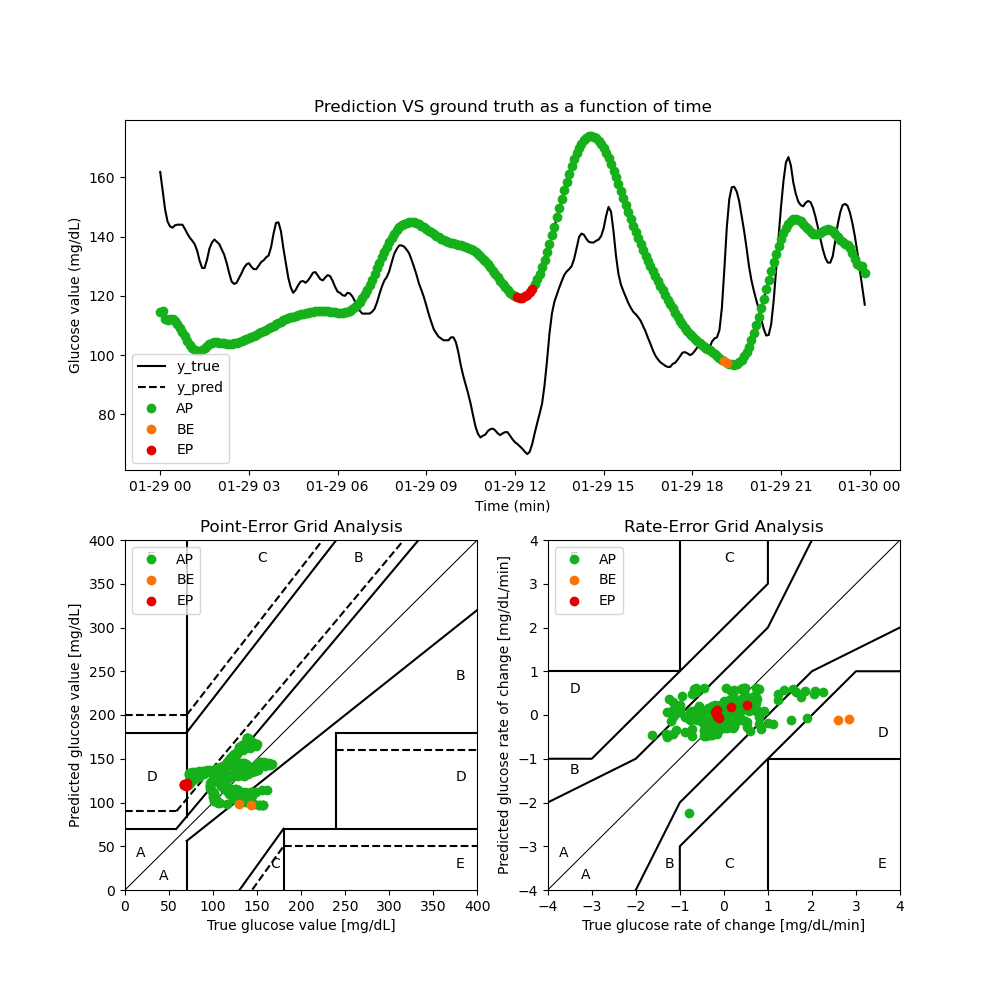 Prediction VS ground truth as a function of time
Glucose value (mg/dL)
160
140
120
100
80
y_true
y_pred
AP
BE
EP
01-29 00 01-29 03 01-29 06 01-29 09 01-29 12 01-29 15 01-29 18 01-29 21 01-30 00
Time (min)
Point-Error Grid Analysis
Predicted glucose value [mg/dL]
400
350
300
250
200
150
100
50
0
AP
BE
EP
C
B
B
D
D
A
A
C
E
0 50 100 150 200 250 300 350 400
True glucose value [mg/dL]
Rate-Error Grid Analysis
Predicted glucose rate of change [mg/dL/min]
4
3
2
1
0
−1
−2
−3
−4
AP
BE
EP
C
D
D
B
A
A
B
C
E
−4 −3 −2 −1 0 1 2 3 4
True glucose rate of change [mg/dL/min]